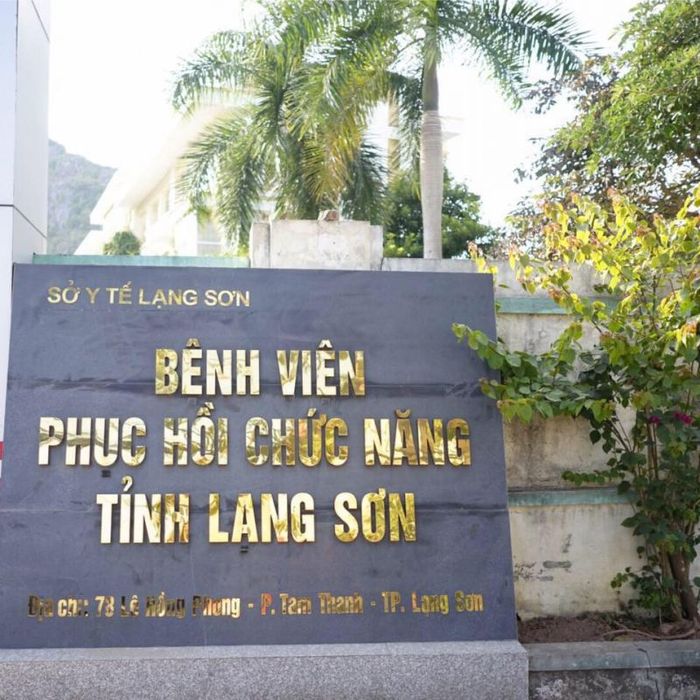 SỞ Y TẾ LẠNG SƠN
BỆNH VIỆN
PHỤC HỒI CHỨC NĂNG
TỈNH LẠNG SƠN
Địa chỉ: 78 Lê Hồng Phong - P. Tam Thanh - TP. Lạng Sơn